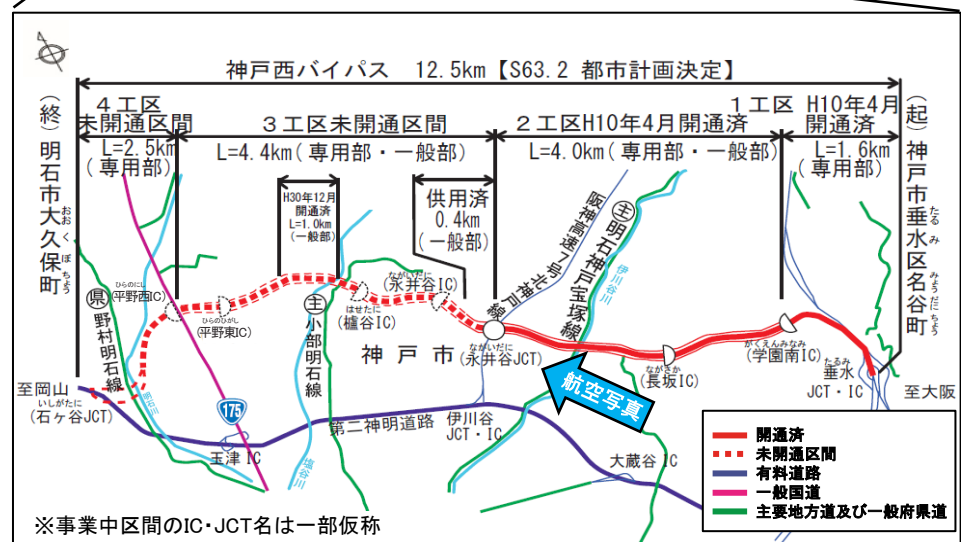 神戸西バイパス 12.5km【S63.2 都市計画決定】
4工区
未開通区間
L=2.5km
(専用部)
3工区未開通区間
L=4.4km(専用部・一般部)
2工区H10年4月開通済
L=4.0km(専用部・一般部)
1工区 H10年4月
開通済
L=1.6km
(専用部)
H30年12月
開通済
L=1.0km
(一般部)
供用済
0.4km
(一般部)
(終)明石市大久保町
おおくぼちょう
(起)神戸市垂水区名谷町
たるみ
みょうだにちょう
阪神高速7号北神戸線
主明石神戸宝塚線
伊川谷川
県野村明石線
ひらのにし
(平野西IC)
ひらのひがし
(平野東IC)
主小部明石線
はせたに
(櫨谷IC)
ながいだに
(永井谷IC)
神戸市
ながいだに
(永井谷JCT)
ながさか
(長坂IC)
がくえんみなみ
(学園南IC)
たるみ
垂水
JCT・IC
至大阪
至岡山
いしがたに
(石ヶ谷JCT)
175
玉津IC
第二神明道路
伊川谷
JCT・IC
大蔵谷IC
航空写真
開通済
未開通区間
有料道路
一般国道
主要地方道及び一般府県道
※事業中区間のIC・JCT名は一部仮称